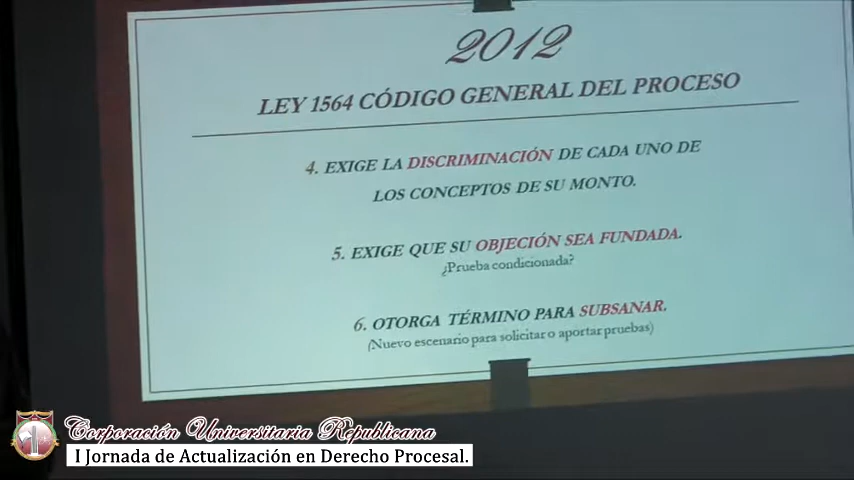 2012
LEY 1564 CÓDIGO GENERAL DEL PROCESO
4. EXIGE LA DISCRIMINACIÓN DE CADA UNO DE
LOS CONCEPTOS DE SU MONTO.
5. EXIGE QUE SU OBJECIÓN SEA FUNDADA.
¿Prueba condicionada?
6. OTORGA TÉRMINO PARA SUBSANAR.
(Nuevo escenario para solicitar o aportar pruebas)
Corporación Universitaria Republicana
I Jornada de Actualización en Derecho Procesal.